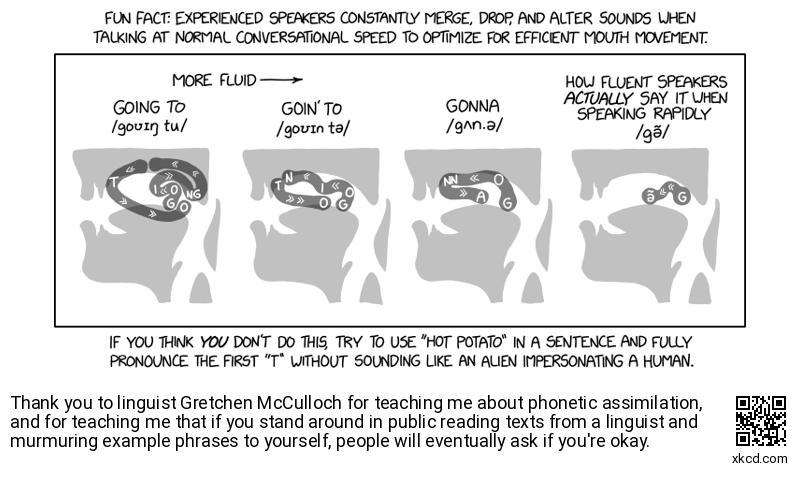 FUN FACT: EXPERIENCED SPEAKERS CONSTANTLY MERGE, DROP, AND ALTER SOUNDS WHEN
TALKING AT NORMAL CONVERSATIONAL SPEED TO OPTIMIZE FOR EFFICIENT MOUTH MOVEMENT.
MORE FLUID
GOING TO
/goʊɪŋ tu/
GOIN' TO
/goʊɪn tə/
GONNA
/gʌn.ə/
HOW FLUENT SPEAKERS
ACTUALLY SAY IT WHEN
SPEAKING RAPIDLY
/gə̃/
T I O NG G O
T N I O O G
NN O A G
ə̃ G
IF YOU THINK YOU DON'T DO THIS, TRY TO USE "HOT POTATO" IN A SENTENCE AND FULLY
PRONOUNCE THE FIRST "T" WITHOUT SOUNDING LIKE AN ALIEN IMPERSONATING A HUMAN.
Thank you to linguist Gretchen McCulloch for teaching me about phonetic assimilation,
and for teaching me that if you stand around in public reading texts from a linguist and
murmuring example phrases to yourself, people will eventually ask if you're okay.
xkcd.com